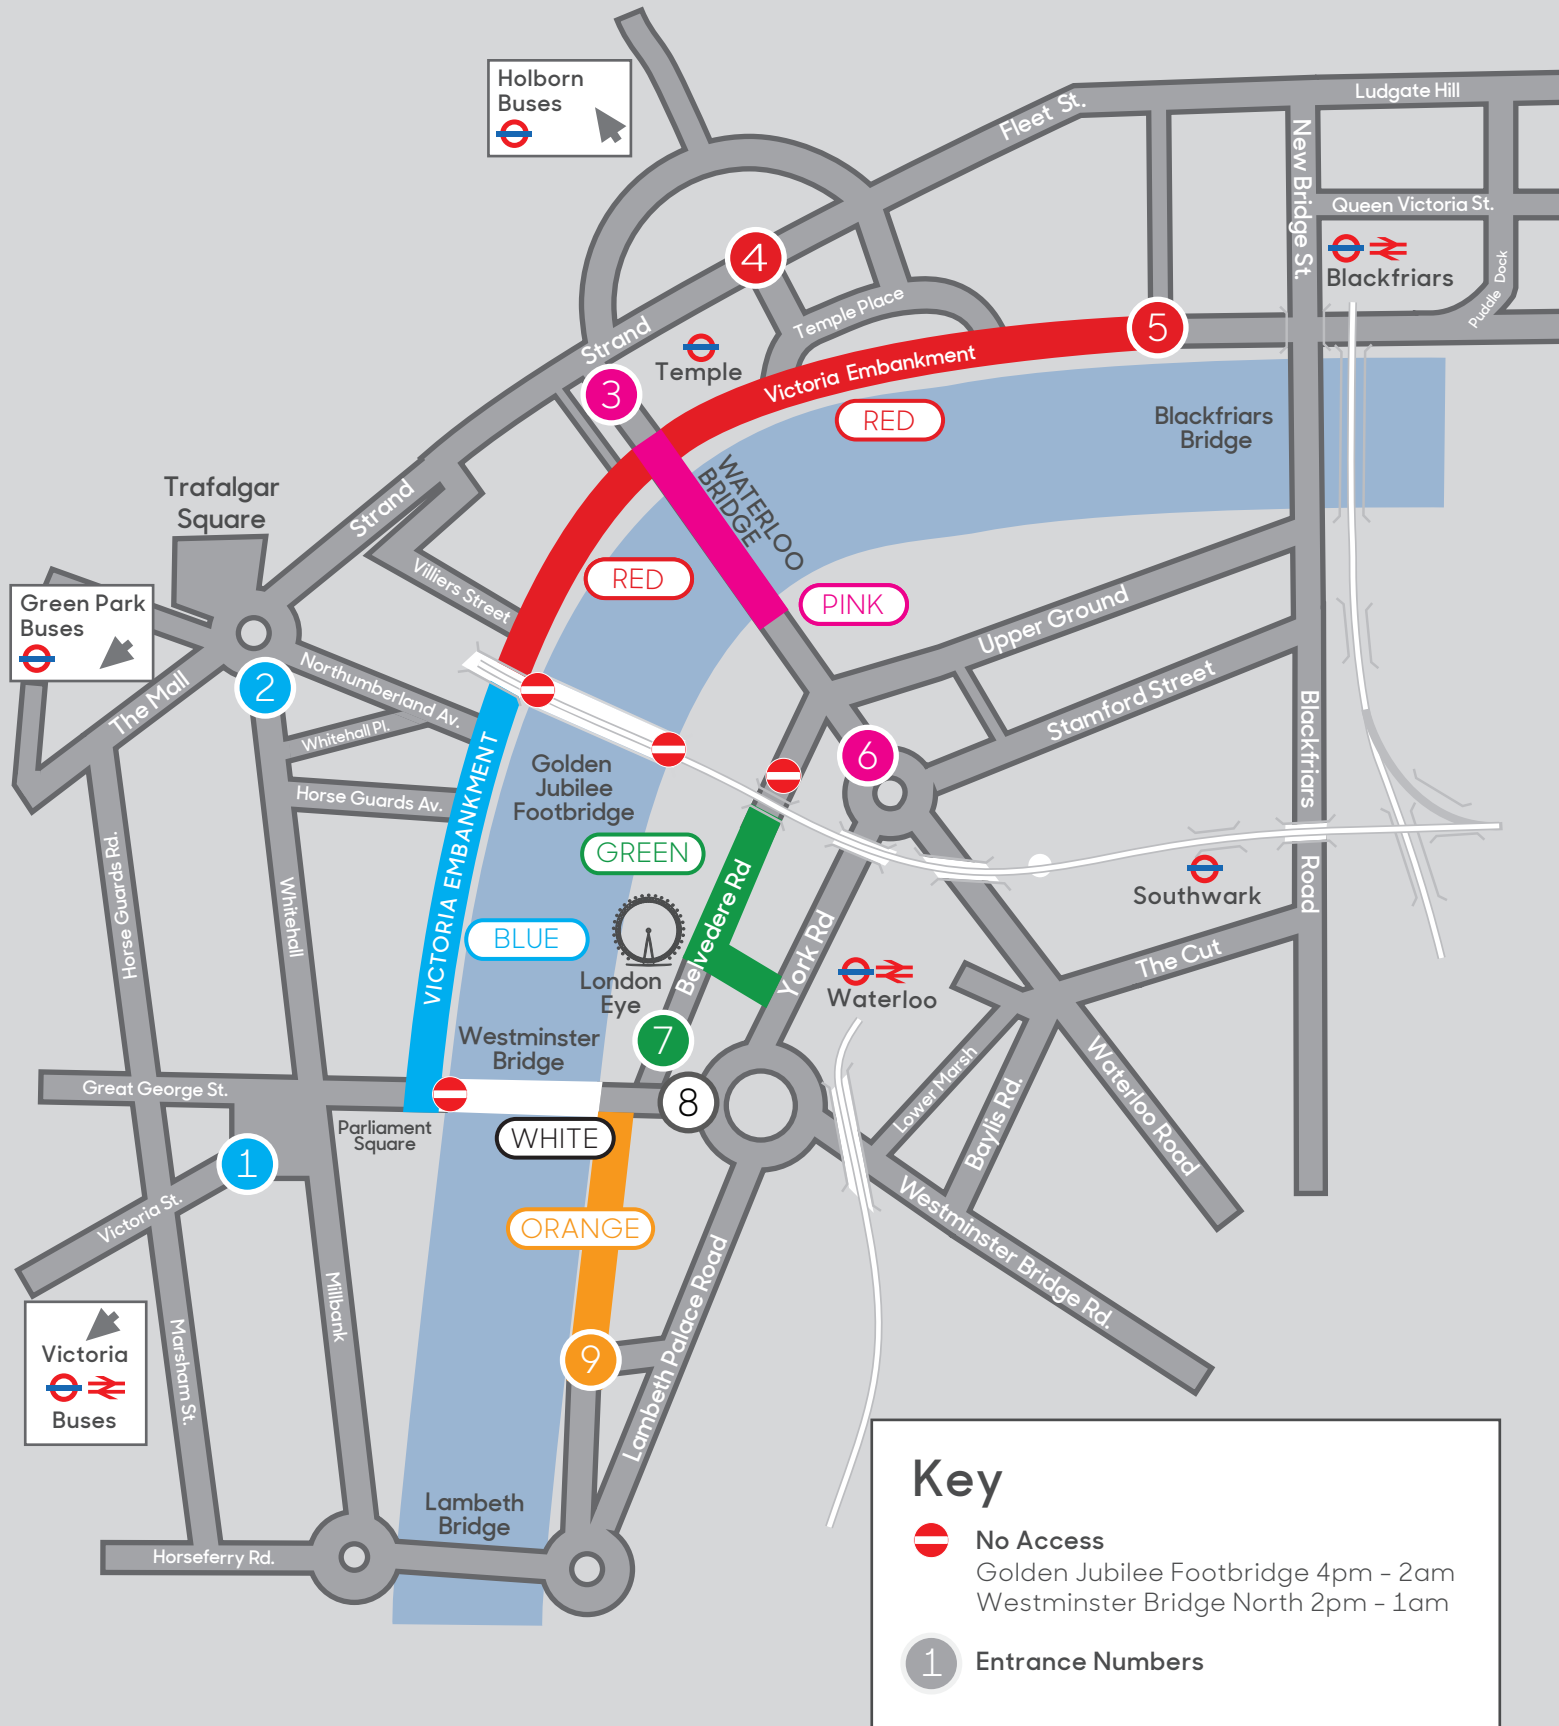 Holborn
Buses
Ludgate Hill
Fleet St.
New Bridge St.
Queen Victoria St.
Blackfriars
Puddle Dock
4
Temple Place
5
Strand
Temple
3
Victoria Embankment
RED
Blackfriars
Bridge
WATERLOO
BRIDGE
Trafalgar
Square
Strand
Villiers Street
RED
PINK
Upper Ground
Green Park
Buses
Northumberland Av.
2
The Mall
Whitehall Pl.
Stamford Street
Blackfriars Road
6
Horse Guards Av.
Golden
Jubilee
Footbridge
VICTORIA EMBANKMENT
GREEN
Horse Guards Rd.
Whitehall
Belvedere Rd
York Rd
Southwark
BLUE
London
Eye
Waterloo
The Cut
7
Westminster
Bridge
Great George St.
8
Lower Marsh
Baylis Rd.
Waterloo Road
Parliament
Square
WHITE
1
Victoria St.
ORANGE
Westminster Bridge Rd.
Millbank
Marsham St.
Lambeth Palace Road
Victoria
Buses
9
Lambeth
Bridge
Horseferry Rd.
Key
No Access
Golden Jubilee Footbridge 4pm - 2am
Westminster Bridge North 2pm - 1am
1
Entrance Numbers